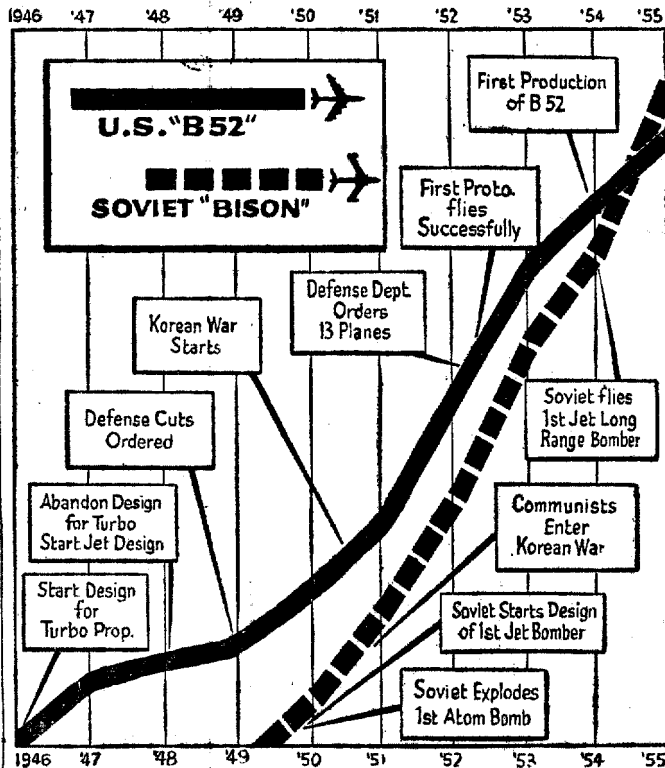 1946 '47 '48 '49 '50 '51 '52 '53 '54 '55
U.S. "B 52"
SOVIET "BISON"
First Production
of B 52
First Proto.
flies
Successfully
Defense Dept.
Orders
13 Planes
Korean War
Starts
Defense Cuts
Ordered
Abandon Design
for Turbo
Start Jet Design
Start Design
for
Turbo Prop.
Soviet flies
1st Jet Long
Range Bomber
Communists
Enter
Korean War
Soviet Starts Design
of 1st Jet Bomber
Soviet Explodes
1st Atom Bomb
1946 '47 '48 '49 '50 '51 '52 '53 '54 '55